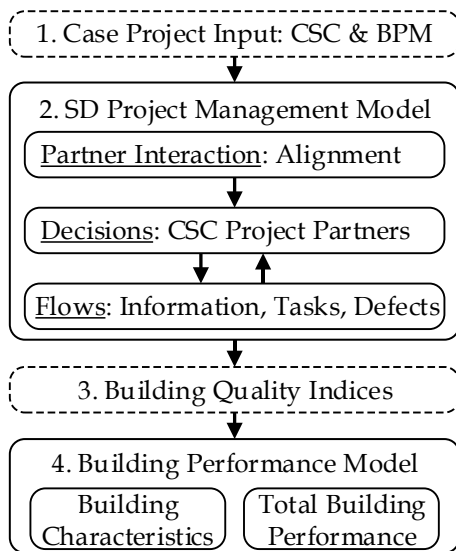 1. Case Project Input: CSC & BPM
2. SD Project Management Model
Partner Interaction: Alignment
Decisions: CSC Project Partners
Flows: Information, Tasks, Defects
3. Building Quality Indices
4. Building Performance Model
Building
Characteristics
Total Building
Performance